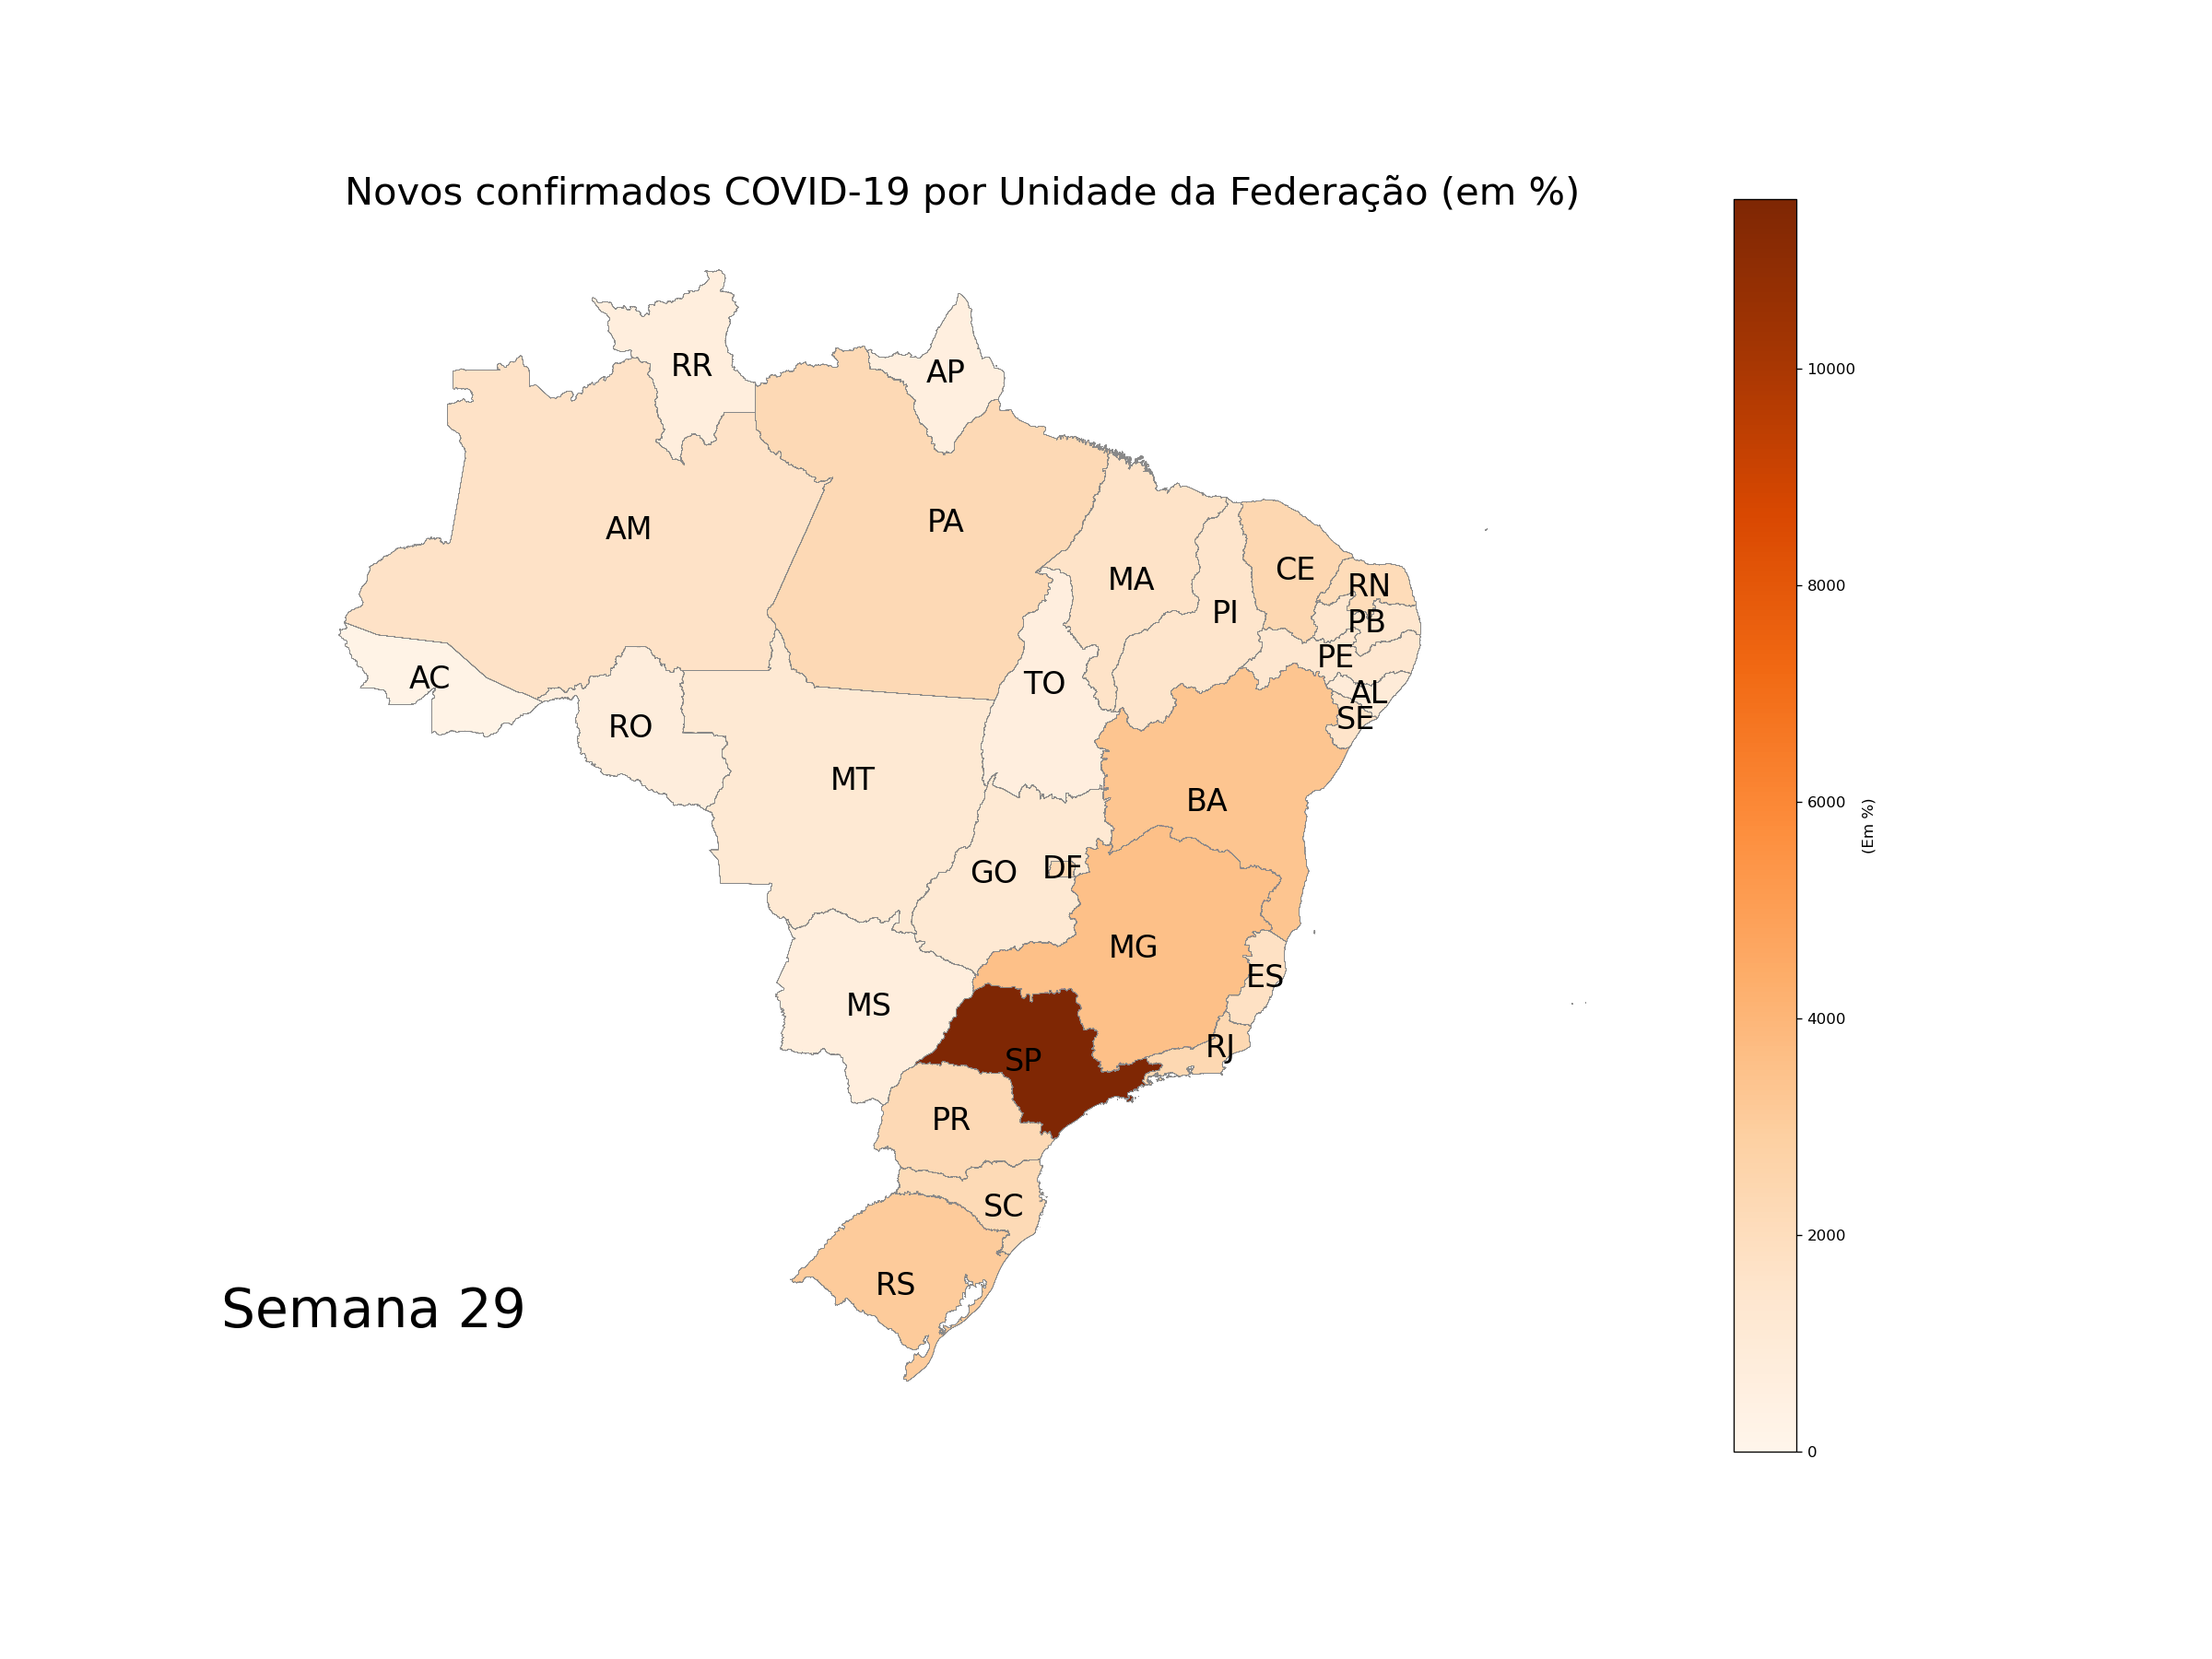 Novos confirmados COVID-19 por Unidade da Federação (em %)
RR
AP
AM
PA
MA
CE
RN
PI
PB
PE
AC
TO
AL
RO
SE
MT
BA
GO
DF
MG
ES
MS
RJ
SP
PR
SC
RS
Semana 29
10000
8000
6000
4000
2000
0
(Em %)